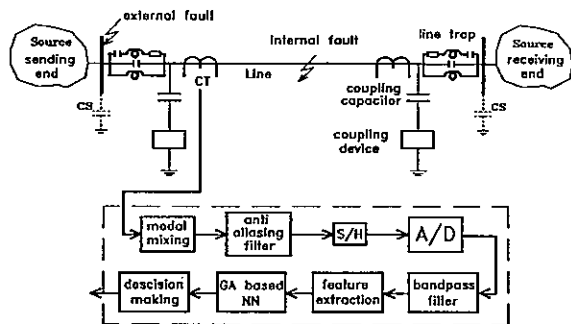 external fault
Source
sending
end
internal fault
line trap
Source
receiving
end
CS
CT
Line
coupling
capacitor
CS
coupling
device
modal
mixing
anti
aliasing
filter
S/H
A/D
descision
making
GA based
NN
feature
extraction
bandpass
filter